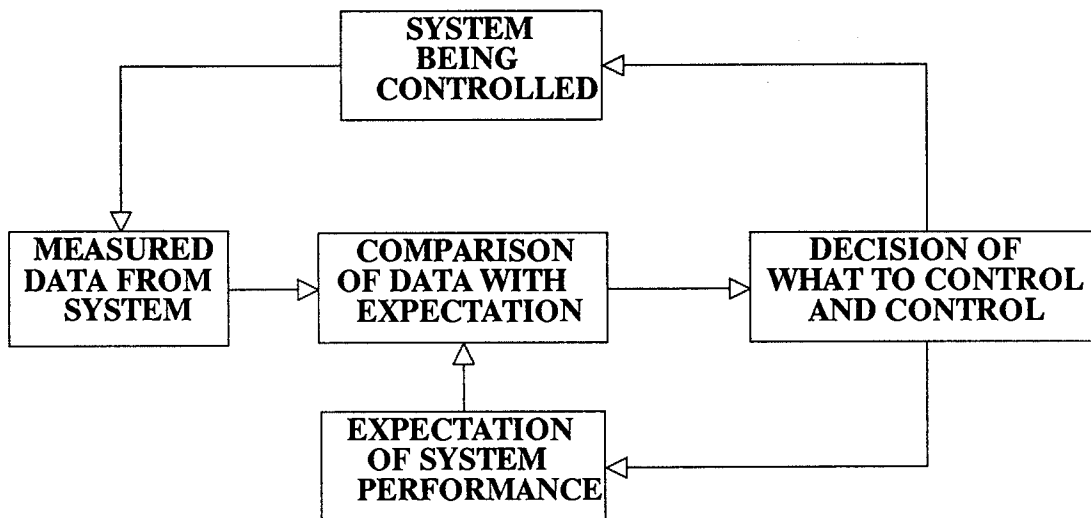 SYSTEM
BEING
CONTROLLED
MEASURED
DATA FROM
SYSTEM
COMPARISON
OF DATA WITH
EXPECTATION
DECISION OF
WHAT TO CONTROL
AND CONTROL
EXPECTATION
OF SYSTEM
PERFORMANCE